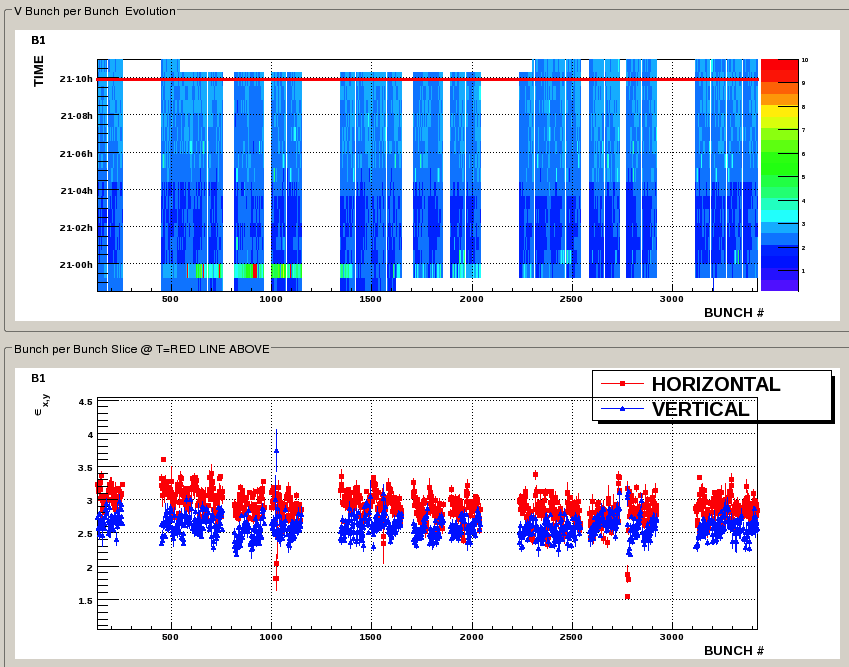 V Bunch per Bunch Evolution
B1
TIME
21-10h
21-08h
21-06h
21-04h
21-02h
21-00h
10
9
8
7
6
5
4
3
2
1
500 1000 1500 2000 2500 3000
BUNCH #
Bunch per Bunch Slice @ T=RED LINE ABOVE
B1
HORIZONTAL
VERTICAL
ϵ x,y
4.5
4
3.5
3
2.5
2
1.5
500 1000 1500 2000 2500 3000
BUNCH #